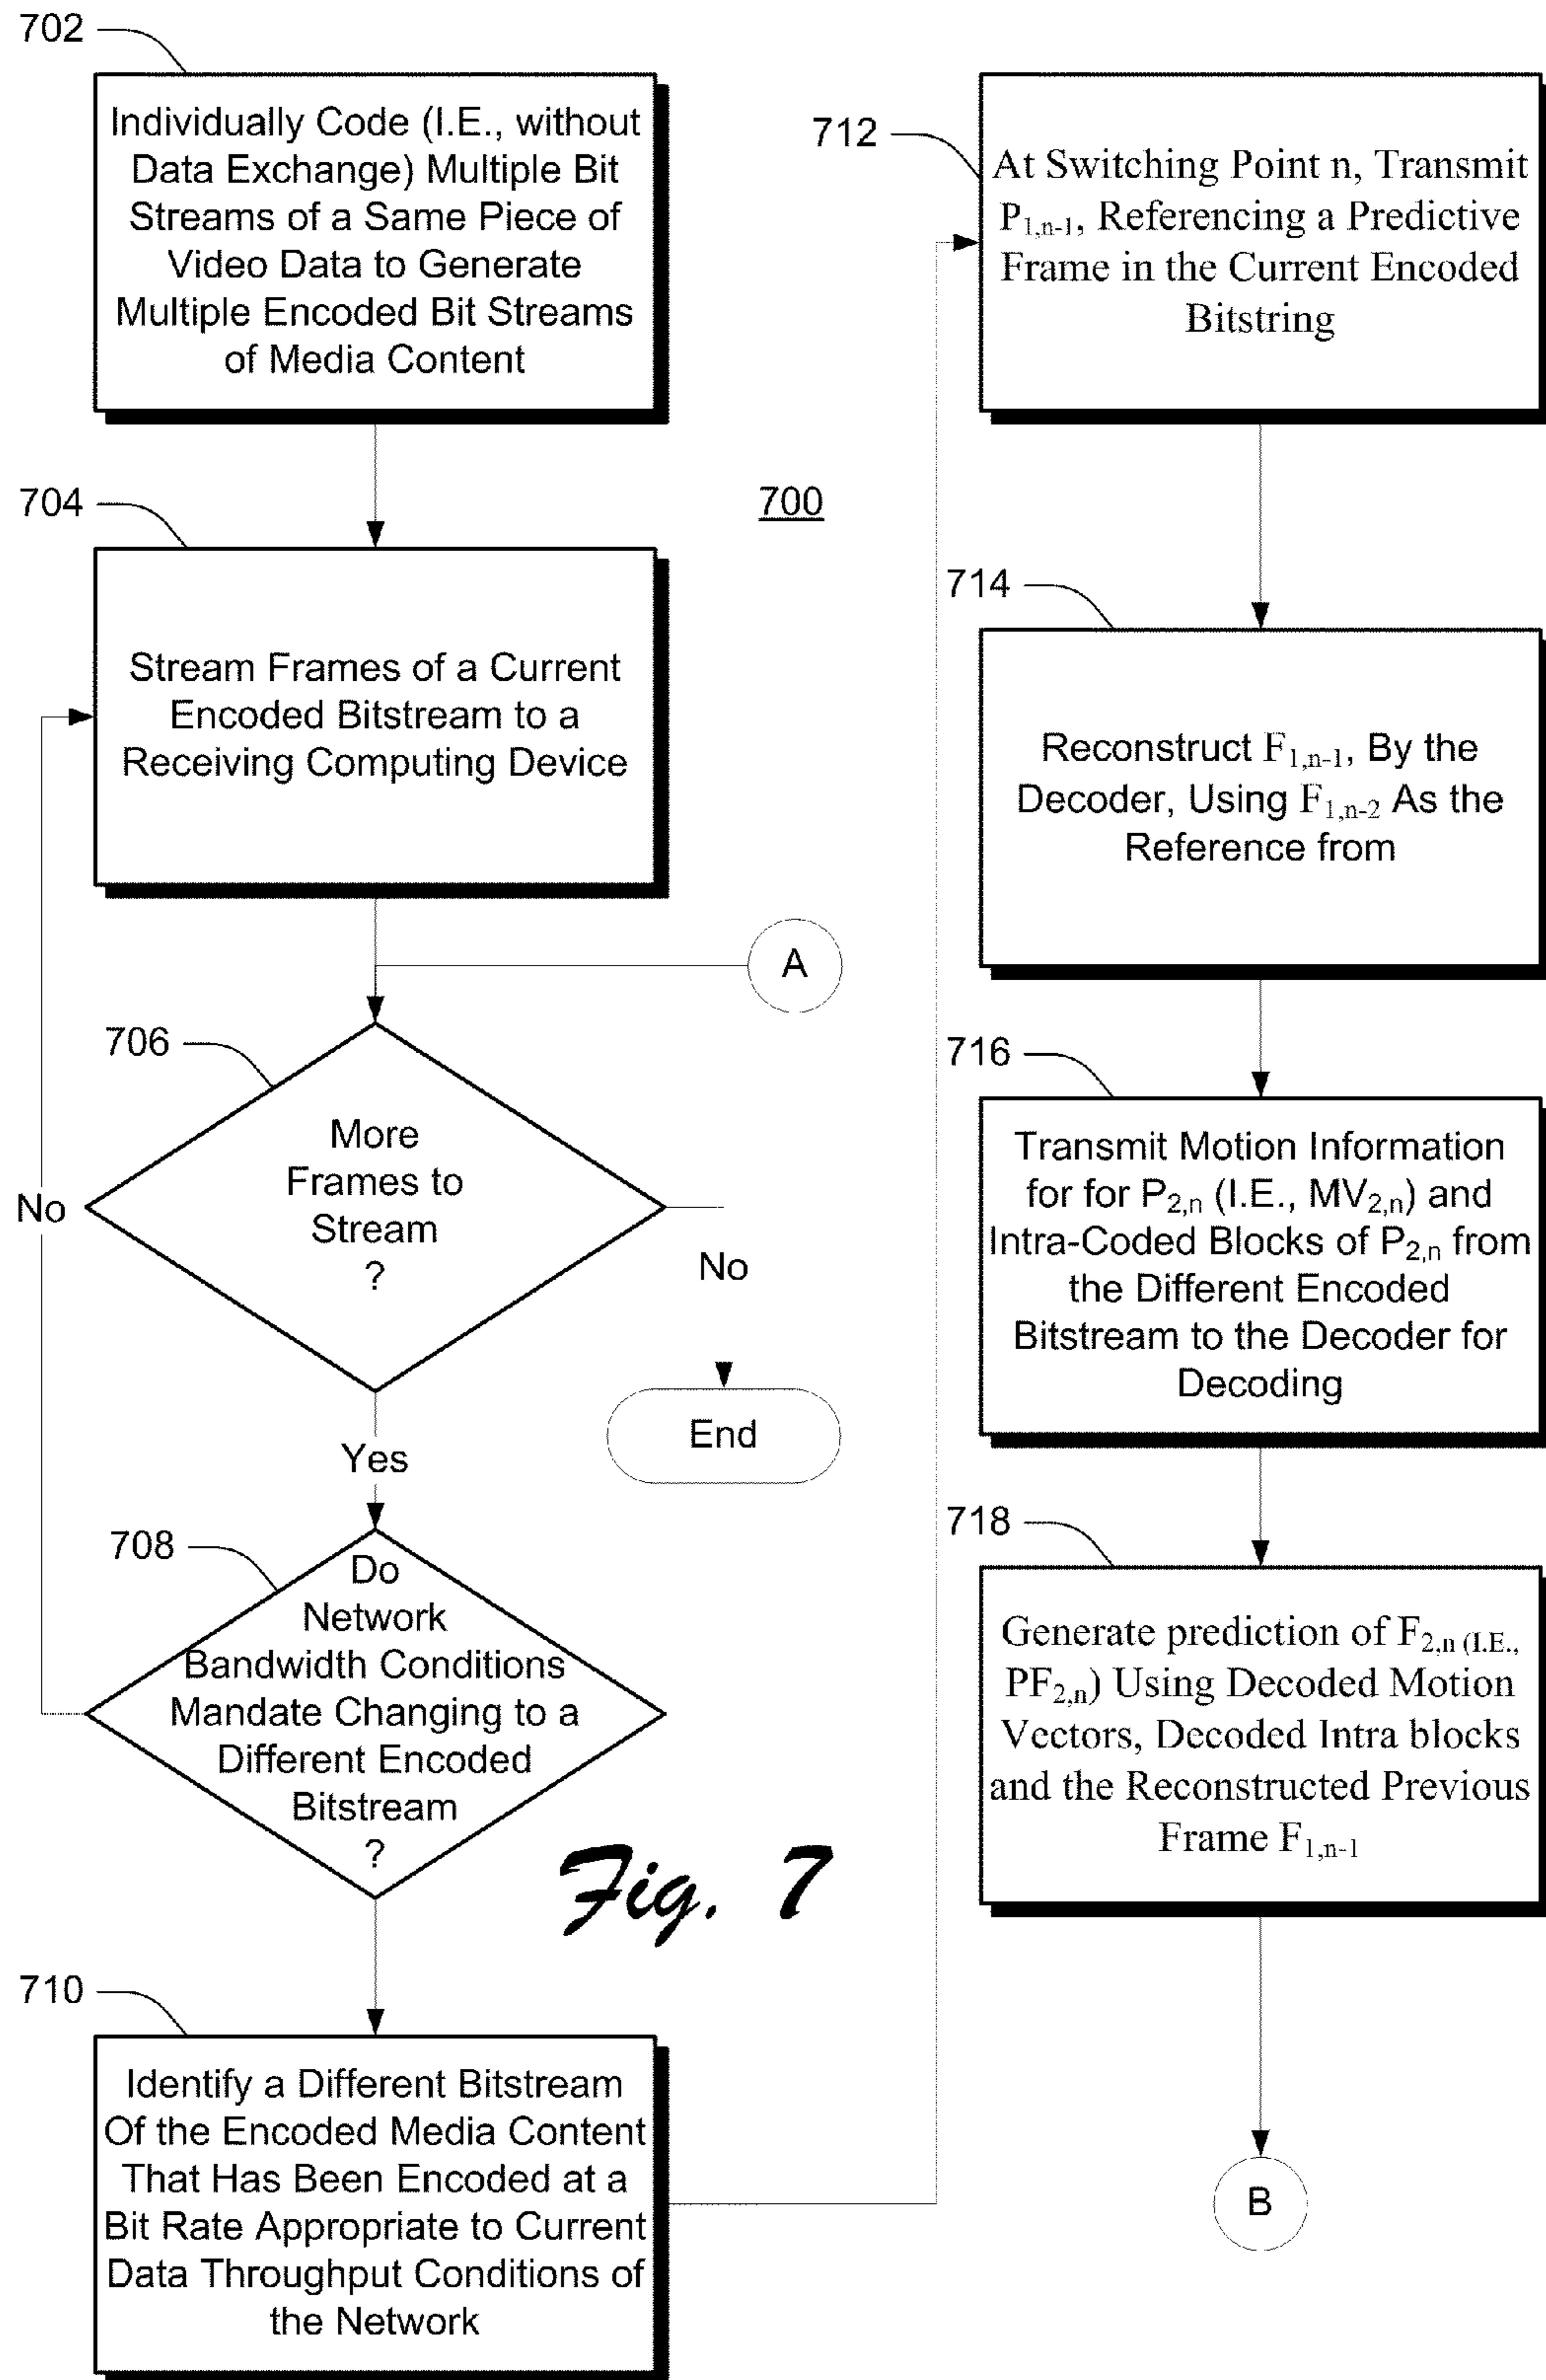 702
Individually Code (I.E., without
Data Exchange) Multiple Bit
Streams of a Same Piece of
Video Data to Generate
Multiple Encoded Bit Streams
of Media Content
704
Stream Frames of a Current
Encoded Bitstream to a
Receiving Computing Device
A
706
More
Frames to
Stream
?
No
No
End
Yes
708
Do
Network
Bandwidth Conditions
Mandate Changing to a
Different Encoded
Bitstream
?
710
Identify a Different Bitstream
Of the Encoded Media Content
That Has Been Encoded at a
Bit Rate Appropriate to Current
Data Throughput Conditions of
the Network
700
Fig. 7
712
At Switching Point n, Transmit
P1,n-1, Referencing a Predictive
Frame in the Current Encoded
Bitstring
714
Reconstruct F1,n-1, By the
Decoder, Using F1,n-2 As the
Reference from
716
Transmit Motion Information
for for P2,n (I.E., MV2,n) and
Intra-Coded Blocks of P2,n from
the Different Encoded
Bitstream to the Decoder for
Decoding
718
Generate prediction of F2,n (I.E.,
PF2,n) Using Decoded Motion
Vectors, Decoded Intra blocks
and the Reconstructed Previous
Frame F1,n-1
B